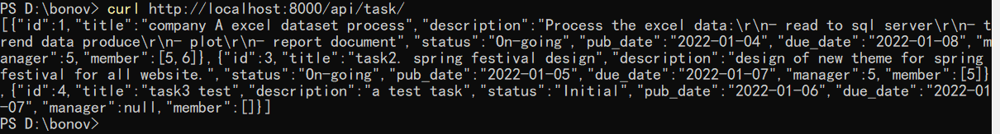 PS D:\bonov> curl http://localhost:8000/api/task/
[{"id":1,"title":"company A excel dataset process","description":"Process the excel data:\r\n- read to sql server\r\n- t
rend data produce\r\n- plot\r\n- report document","status":"On-going","pub_date":"2022-01-04","due_date":"2022-01-08","m
anager":5,"member":[5,6]},{"id":3,"title":"task2. spring festival design","description":"design of new theme for spring
festival for all website.","status":"On-going","pub_date":"2022-01-05","due_date":"2022-01-07","manager":5,"member":[5]}
,{"id":4,"title":"task3 test","description":"a test task","status":"Initial","pub_date":"2022-01-06","due_date":"2022-01
-07","manager":null,"member":[]}]
PS D:\bonov>